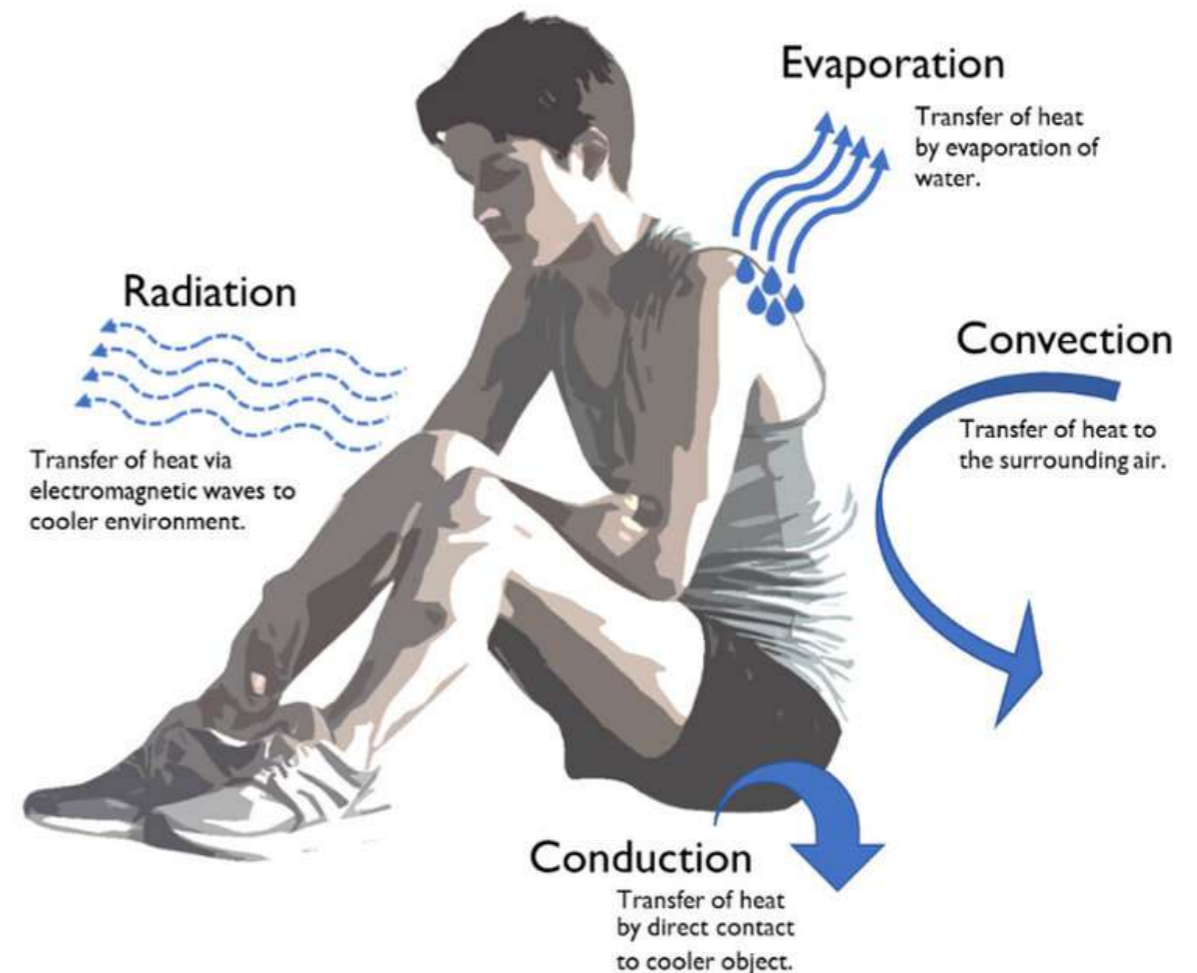 Evaporation
Transfer of heat
by evaporation of
water.
Radiation
Transfer of heat via
electromagnetic waves to
cooler environment.
Convection
Transfer of heat to
the surrounding air.
Conduction
Transfer of heat
by direct contact
to cooler object.